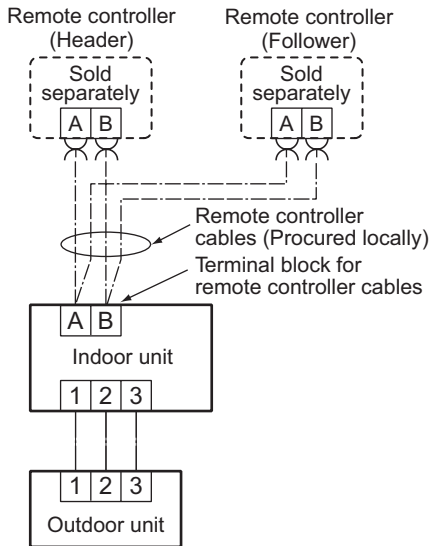 Remote controller
(Header)
Remote controller
(Follower)
Sold
separately
Sold
separately
A B
A B
Remote controller
cables (Procured locally)
Terminal block for
remote controller cables
A B
Indoor unit
1 2 3
1 2 3
Outdoor unit